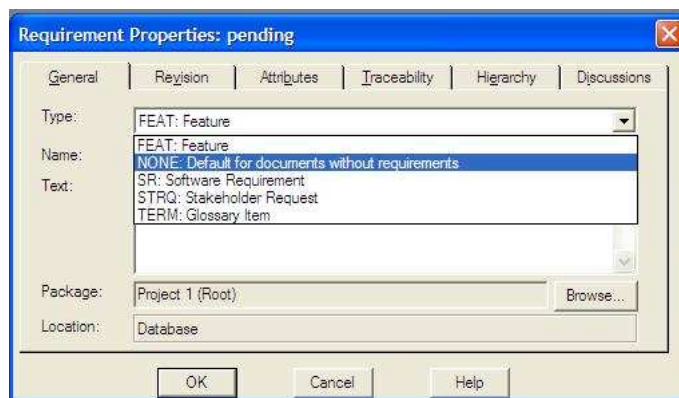 Requirement Properties: pending
General Revision Attributes Traceability Hierarchy Discussions
Type: FEAT: Feature
FEAT: Feature
Name: NONE: Default for documents without requirements
Text: SR: Software Requirement
STRQ: Stakeholder Request
TERM: Glossary Item
Package: Project 1 (Root) Browse...
Location: Database
OK Cancel Help